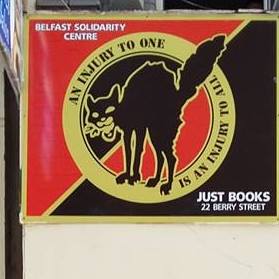 BELFAST SOLIDARITY
CENTRE
AN INJURY TO ONE
IS AN INJURY TO ALL
JUST BOOKS
22 BERRY STREET